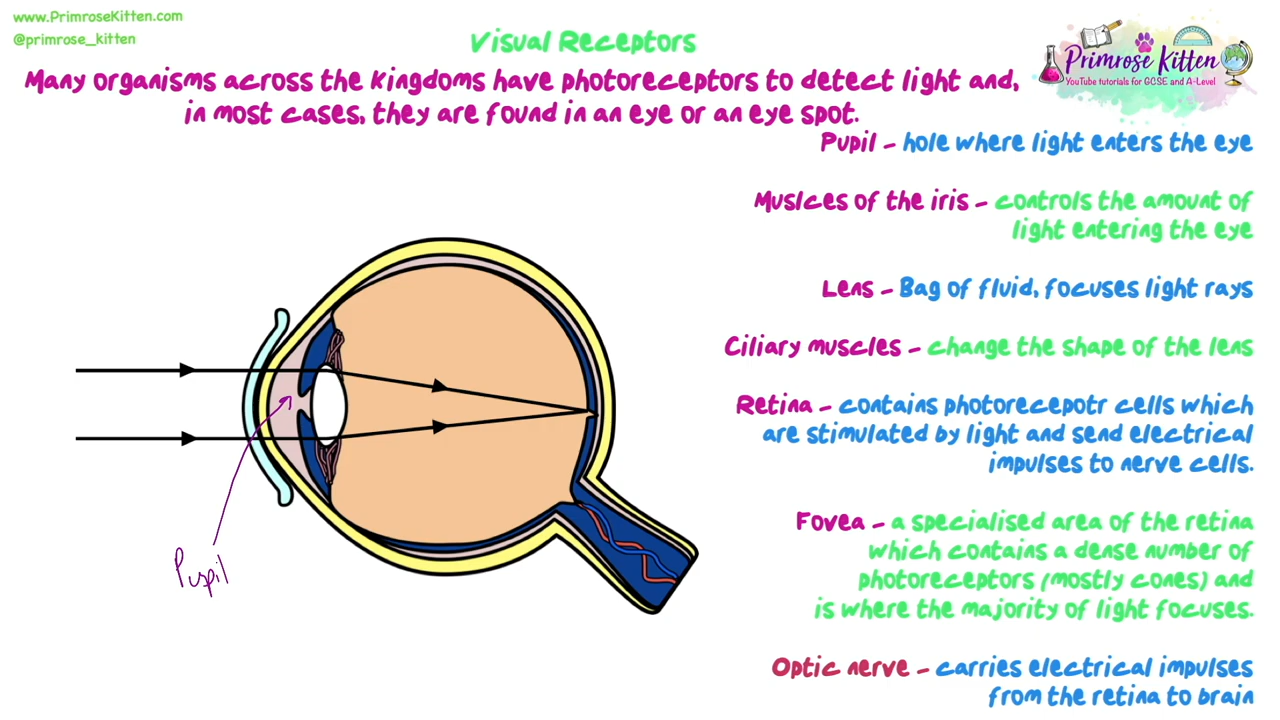 www.PrimroseKitten.com
@primrose_kitten
Visual Receptors
Primrose Kitten
YouTube tutorials for GCSE and A-Level
Many organisms across the kingdoms have photoreceptors to detect light and,
in most cases, they are found in an eye or an eye spot.
Pupil - hole where light enters the eye
Muslces of the iris - controls the amount of
light entering the eye
Lens - Bag of fluid, focuses light rays
Ciliary muscles - change the shape of the lens
Retina - contains photorecepotr cells which
are stimulated by light and send electrical
impulses to nerve cells.
Fovea - a specialised area of the retina
which contains a dense number of
photoreceptors (mostly cones) and
is where the majority of light focuses.
Optic nerve - carries electrical impulses
from the retina to brain
Pupil